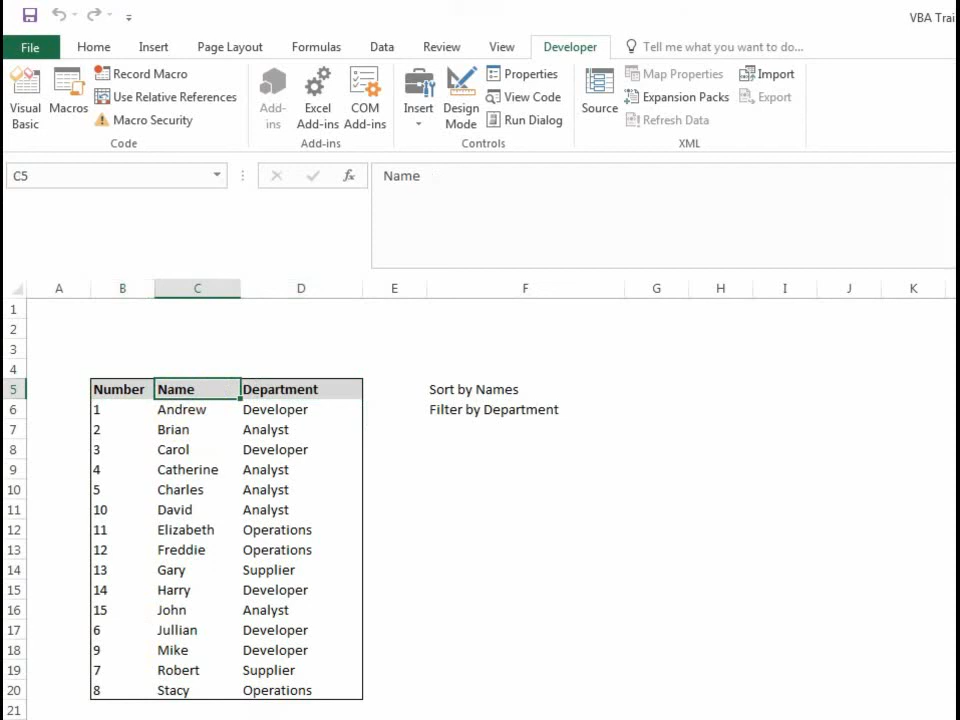 VBA Trai
File Home Insert Page Layout Formulas Data Review View Developer Tell me what you want to do...
Visual Basic
Macros
Record Macro
Use Relative References
Macro Security
Code
Add-ins
Excel Add-ins
COM Add-ins
Add-ins
Insert
Design Mode
Properties
View Code
Run Dialog
Controls
Source
Map Properties
Expansion Packs
Refresh Data
Import
Export
XML
C5 fx Name
A B C D E F G H I J K
1
2
3
4
5 Number Name Department Sort by Names
6 1 Andrew Developer Filter by Department
7 2 Brian Analyst
8 3 Carol Developer
9 4 Catherine Analyst
10 5 Charles Analyst
11 10 David Analyst
12 11 Elizabeth Operations
13 12 Freddie Operations
14 13 Gary Supplier
15 14 Harry Developer
16 15 John Analyst
17 6 Jullian Developer
18 9 Mike Developer
19 7 Robert Supplier
20 8 Stacy Operations
21